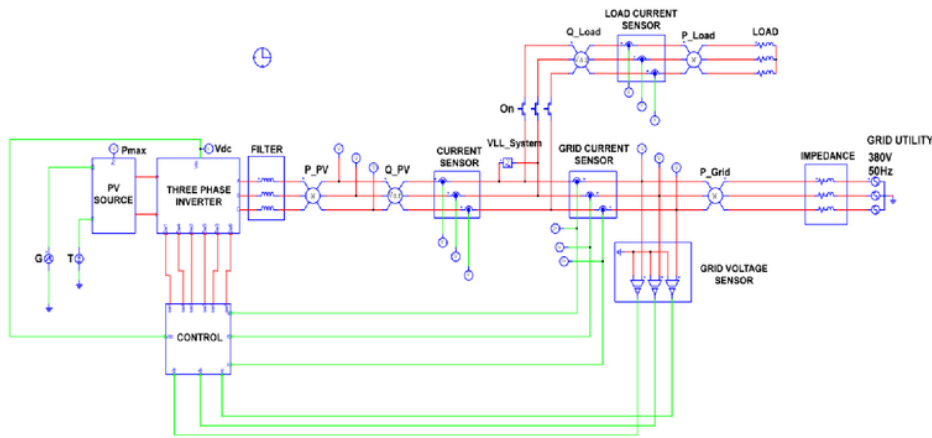 LOAD CURRENT
SENSOR
Q_Load
P_Load
LOAD
On
Pmax
Vdc
FILTER
VLL_System
GRID UTILITY
380V
50Hz
PV
SOURCE
THREE PHASE
INVERTER
P_PV
Q_PV
CURRENT
SENSOR
GRID CURRENT
SENSOR
P_Grid
IMPEDANCE
G
T
GRID VOLTAGE
SENSOR
CONTROL